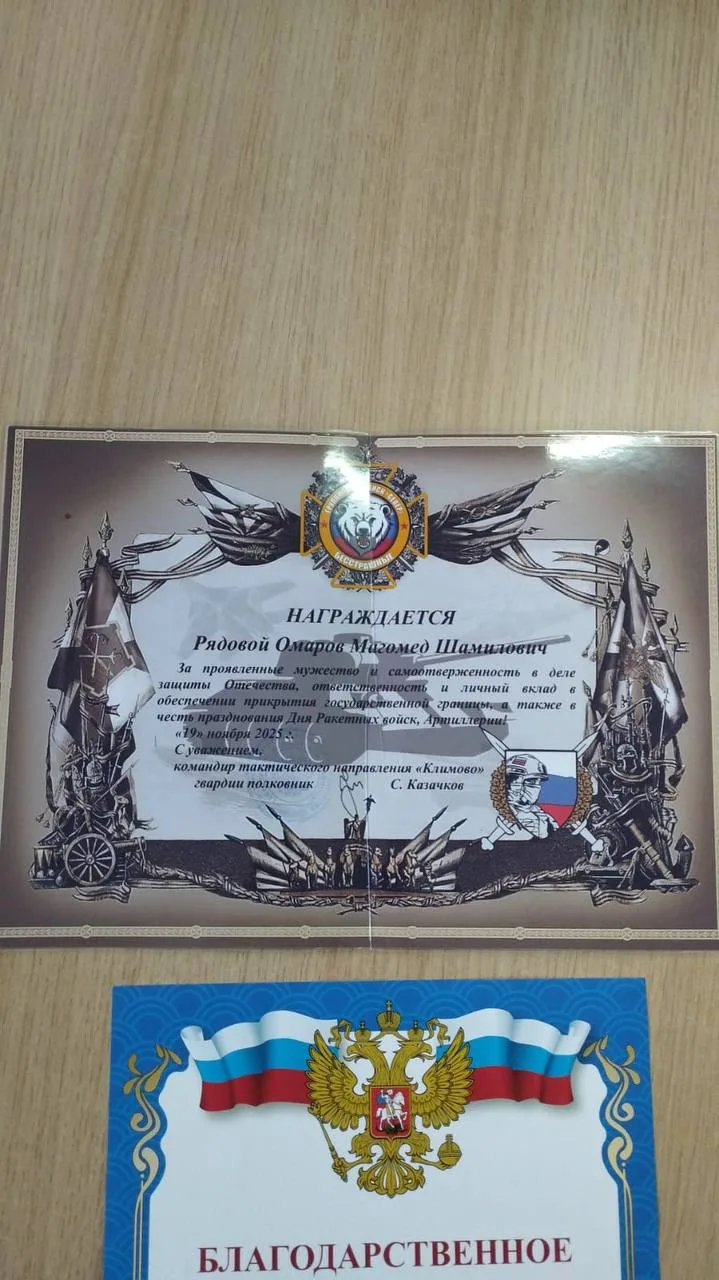 БЕССТРАШНЫЕ
НАГРАЖДАЕТСЯ
Рядовой Омаров Магомед Шамилович
За проявленные мужество и самоотверженность в деле
защиты Отечества, ответственность и личный вклад в
обеспечении прикрытия государственной границы, а также в
честь празднования Дня Ракетных войск, Артиллерии!
«19» ноября 2025 г.
С уважением,
командир тактического направления «Климово»
гвардии полковник С. Казачков
БЛАГОДАРСТВЕННОЕ